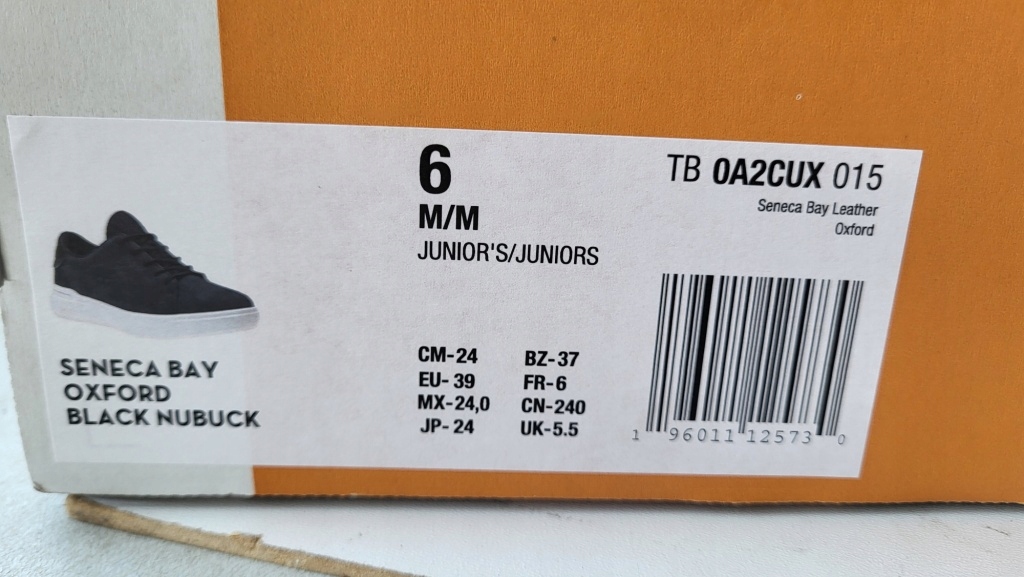 6
M/M
JUNIOR'S/JUNIORS
TB 0A2CUX 015
Seneca Bay Leather
Oxford
SENECA BAY
OXFORD
BLACK NUBUCK
CM-24 BZ-37
EU-39 FR-6
MX-24,0 CN-240
JP-24 UK-5.5
1 96011 12573 0